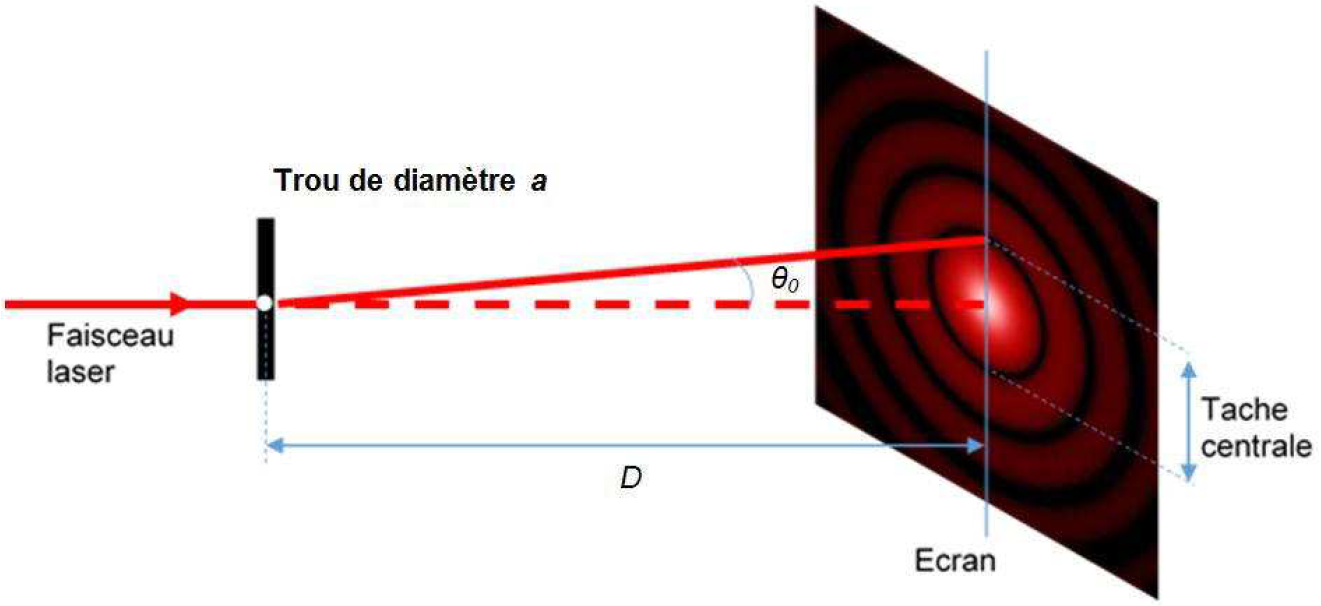 Trou de diamètre a
θ0
Faisceau
laser
Tache
centrale
D
Ecran